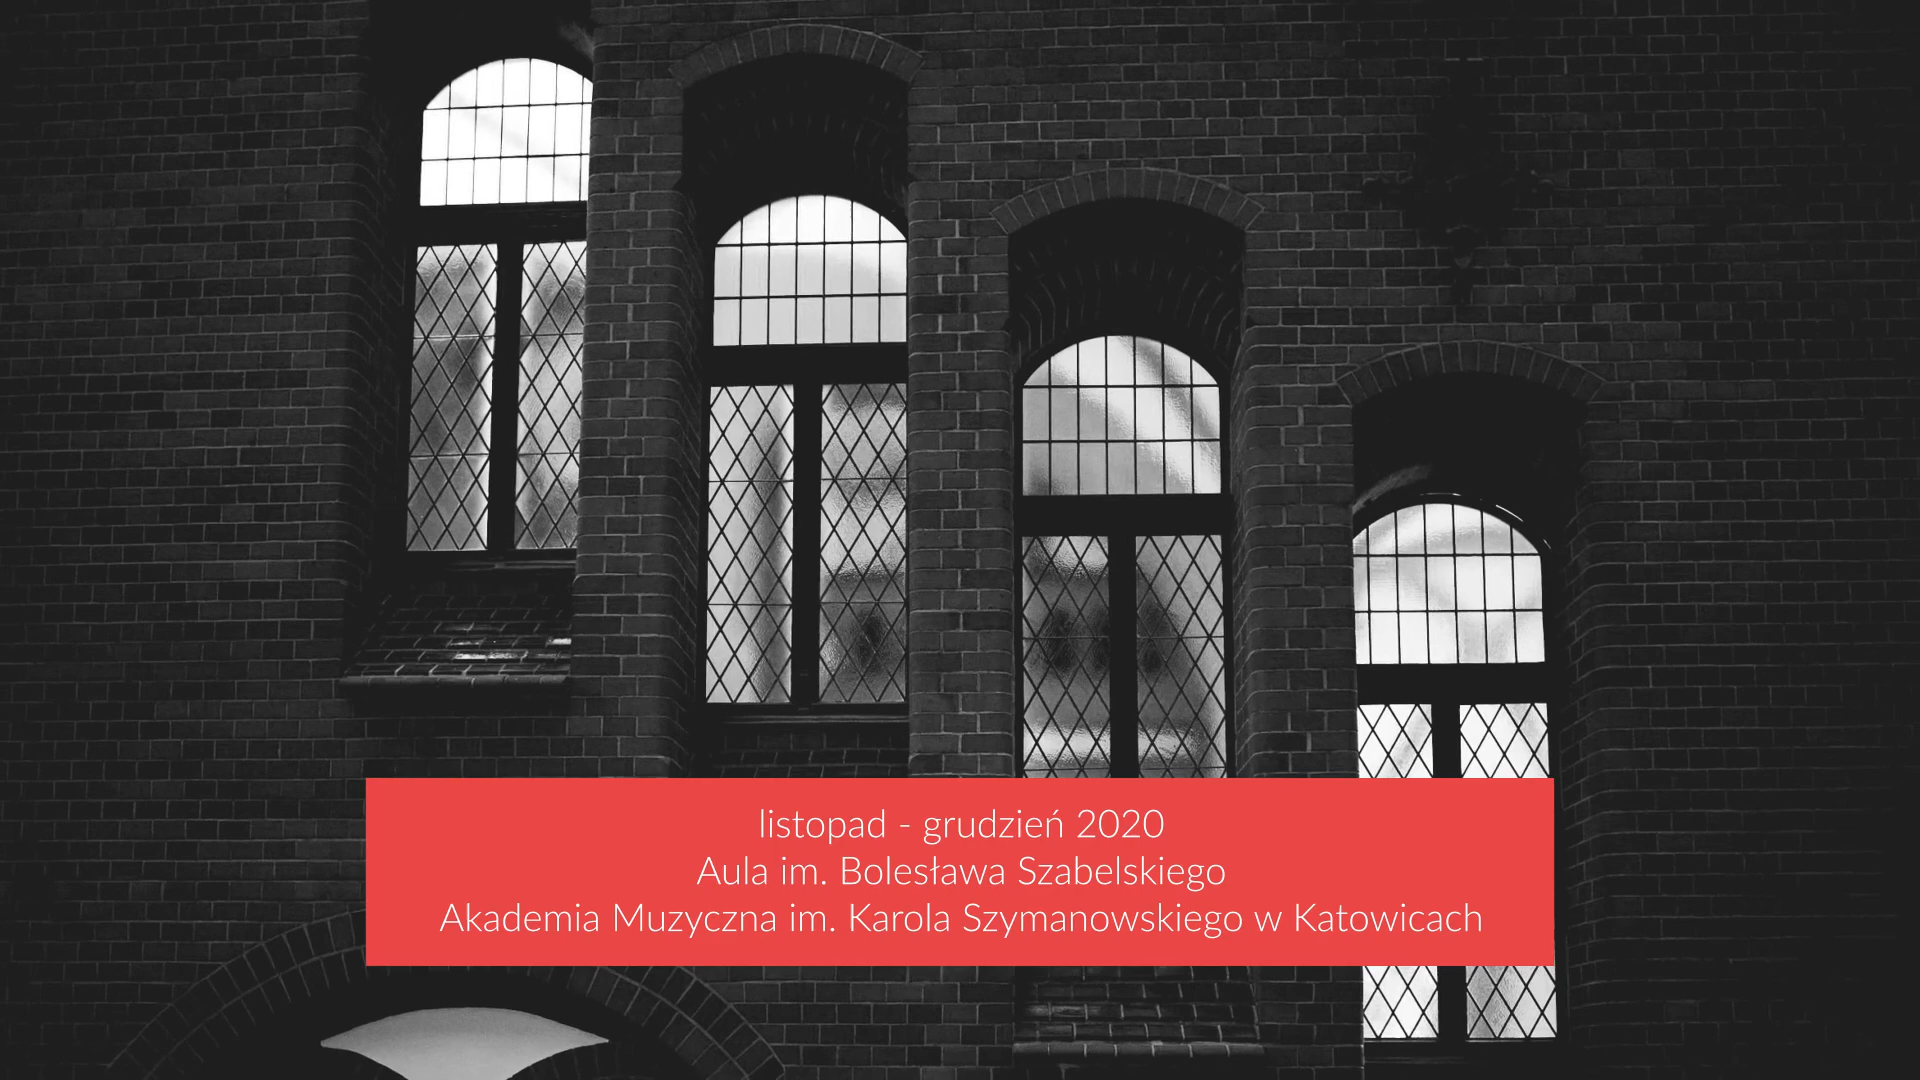 listopad - grudzień 2020
Aula im. Bolesława Szabelskiego
Akademia Muzyczna im. Karola Szymanowskiego w Katowicach